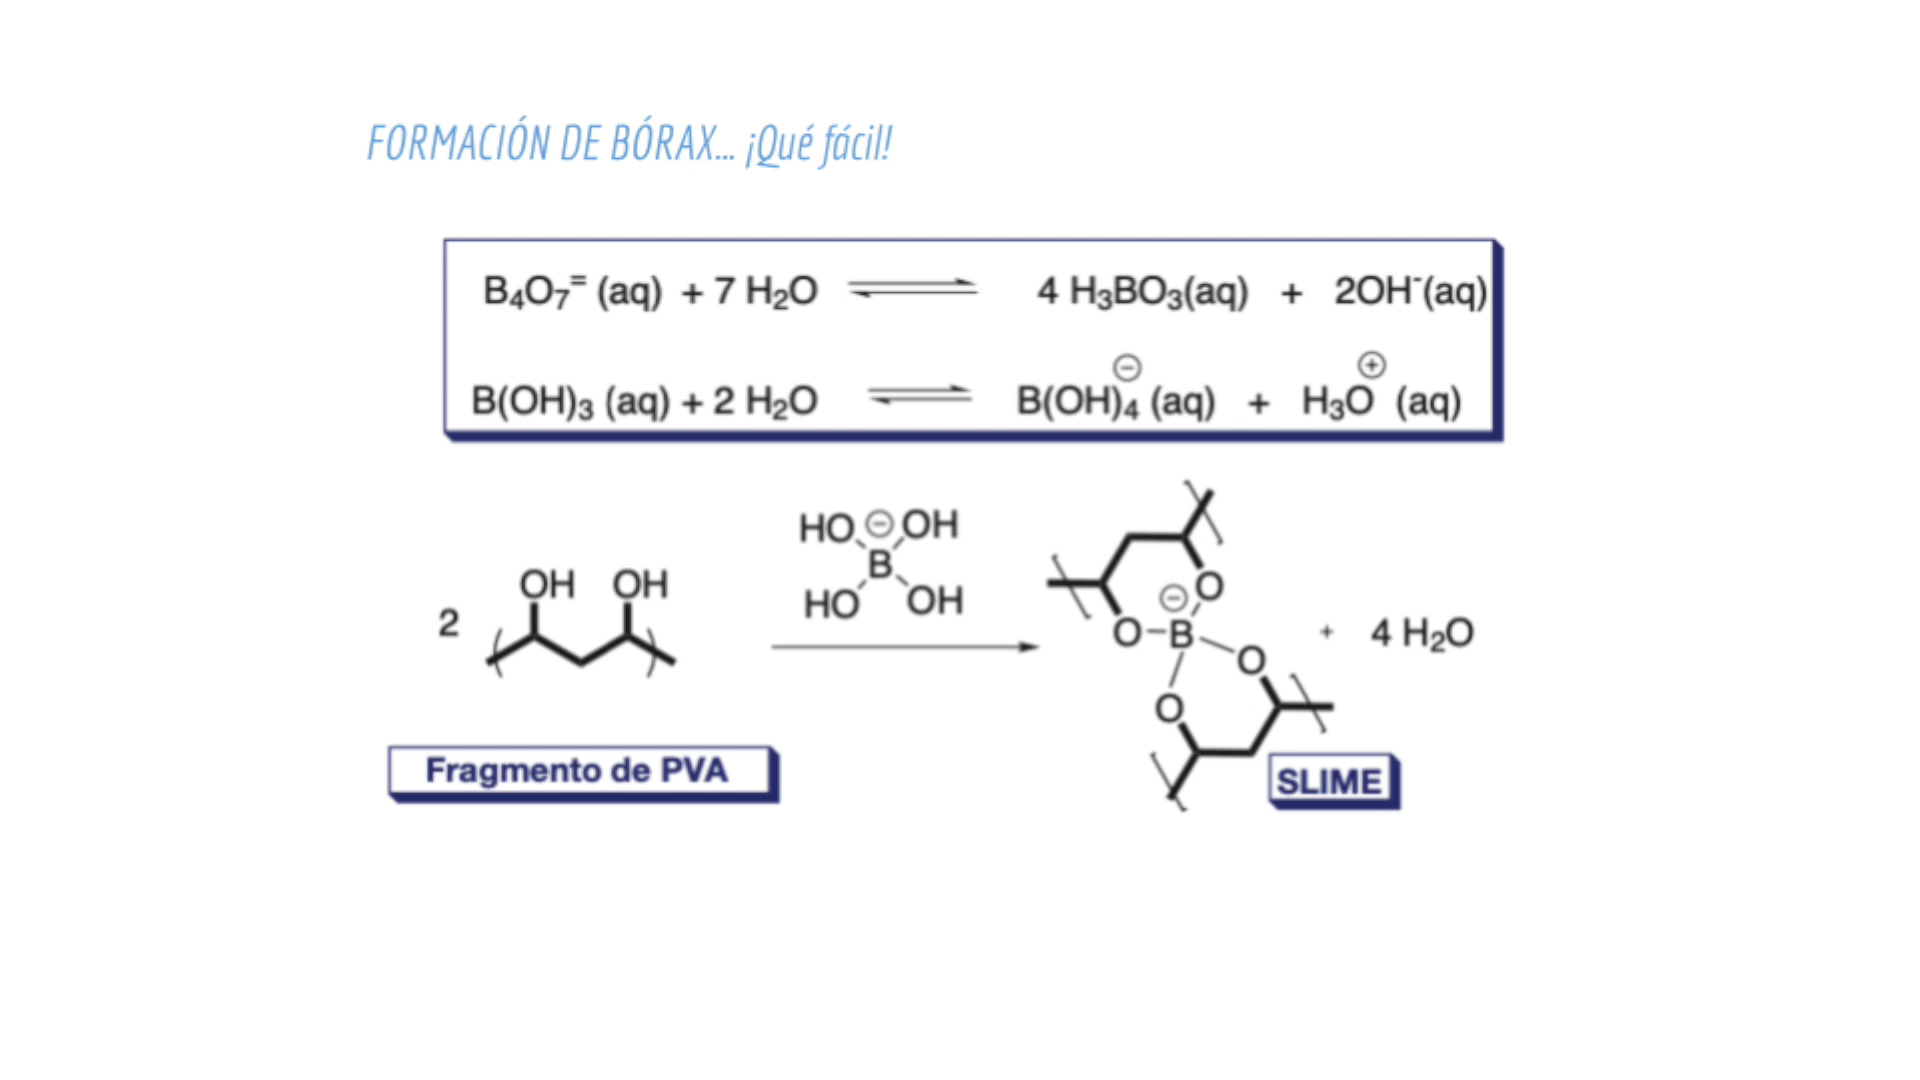 FORMACIÓN DE BÓRAX... ¡Qué fácil!
B₄O₇⁼ (aq) + 7 H₂O ⇌ 4 H₃BO₃(aq) + 2OH⁻(aq)
B(OH)₃ (aq) + 2 H₂O ⇌ B(OH)₄⊖ (aq) + H₃O⊕ (aq)
HO ⊖ OH
B
HO OH
OH OH
2
O
⊖
O B O
O
+ 4 H₂O
Fragmento de PVA
SLIME